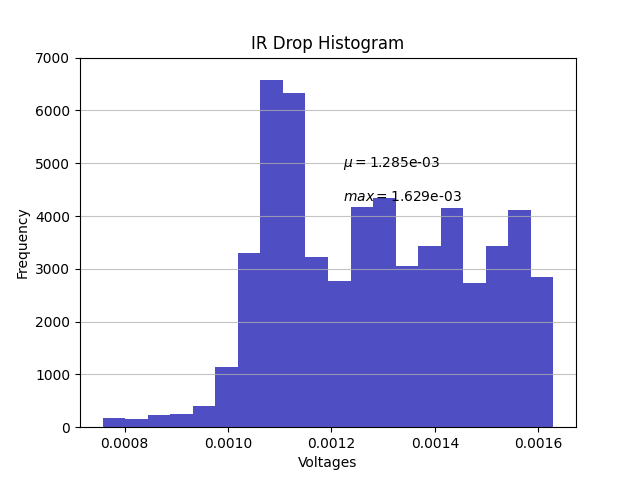 IR Drop Histogram
7000
6000
5000
4000
3000
2000
1000
0
Frequency
μ = 1.285e-03
max = 1.629e-03
0.0008 0.0010 0.0012 0.0014 0.0016
Voltages